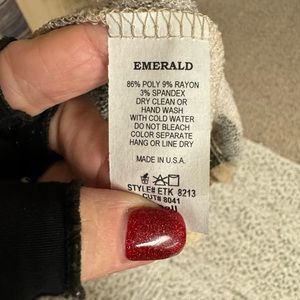 EMERALD
86% POLY 9% RAYON
3% SPANDEX
DRY CLEAN OR
HAND WASH
WITH COLD WATER
DO NOT BLEACH
COLOR SEPARATE
HANG OR LINE DRY
MADE IN U.S.A.
STYLE# ETK 8213
CUT# 8041